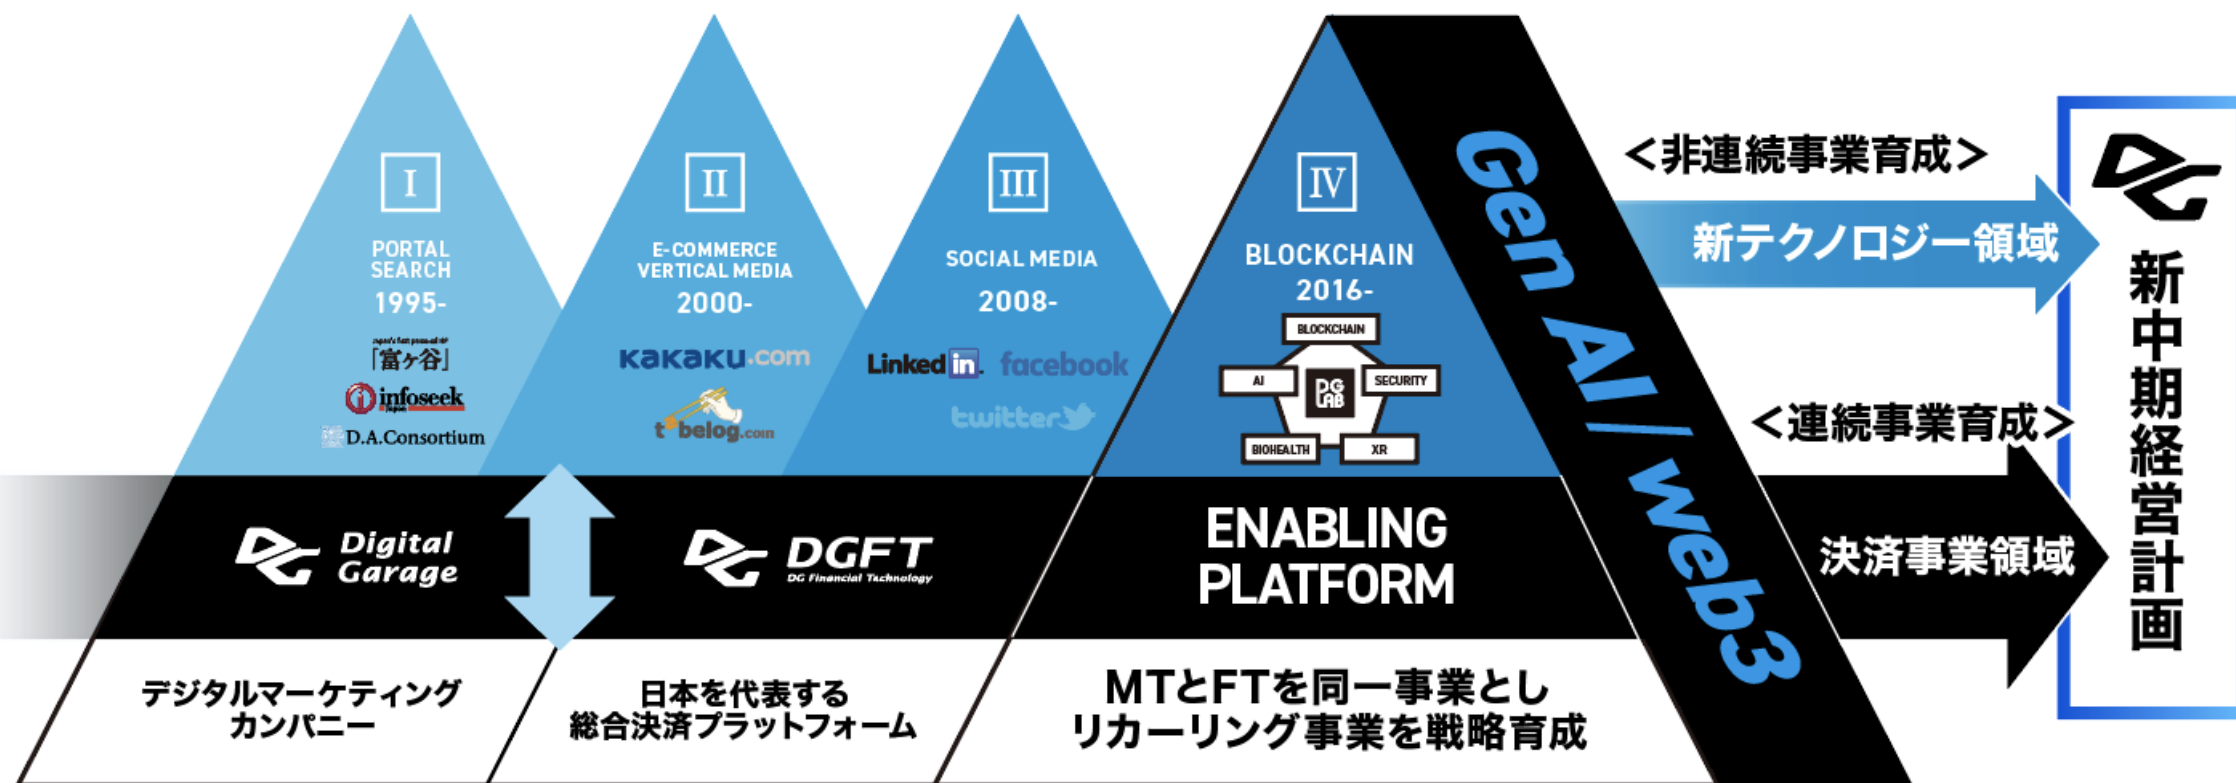 I
PORTAL
SEARCH
1995-
「富ヶ谷」
infoseek
Japan
D.A.Consortium
II
E-COMMERCE
VERTICAL MEDIA
2000-
KaKaKU.com
tabelog.com
III
SOCIAL MEDIA
2008-
Linked in.
facebook
twitter
IV
BLOCKCHAIN
2016-
BLOCKCHAIN
AI
DG
LAB
SECURITY
BIOHEALTH
XR
Gen AI / web3
<非連続事業育成>
新テクノロジー領域
<連続事業育成>
決済事業領域
DG
新中期経営計画
DG
Digital
Garage
DG
DGFT
DG Financial Technology
ENABLING
PLATFORM
デジタルマーケティング
カンパニー
日本を代表する
総合決済プラットフォーム
MTとFTを同一事業とし
リカーリング事業を戦略育成